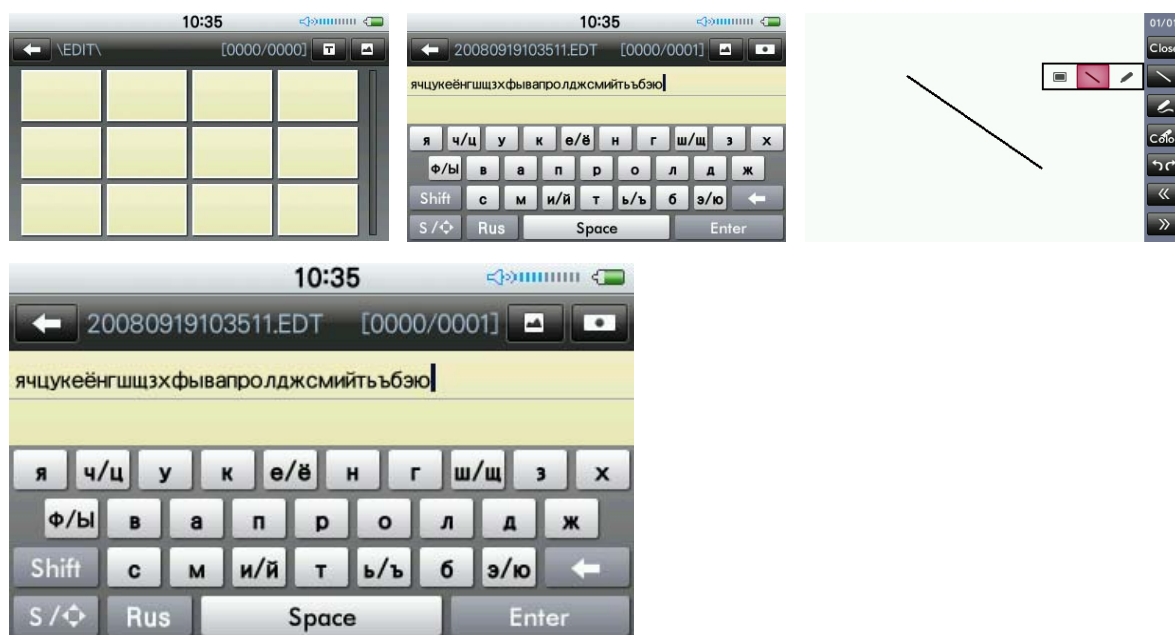 10:35
\EDIT\ [0000/0000] T
10:35
20080919103511.EDT [0000/0001]
ячцукеёнгшщзхфывапролджсмийтьъбэю
я ч/ц у к е/ё н г ш/щ з х
Ф/Ы в а п р о л д ж
Shift с м и/й т ь/ъ б э/ю
S / Rus Space Enter
01/01
Close
10:35
20080919103511.EDT [0000/0001]
ячцукеёнгшщзхфывапролджсмийтьъбэю
я ч/ц у к е/ё н г ш/щ з х
Ф/Ы в а п р о л д ж
Shift с м и/й т ь/ъ б э/ю
S / Rus Space Enter